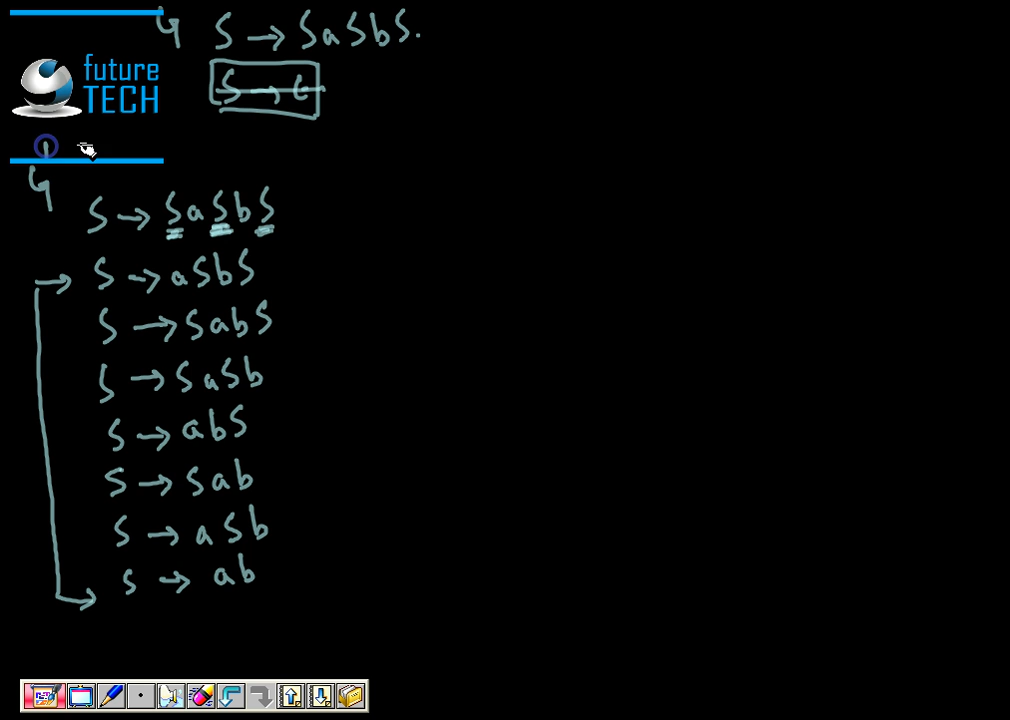 G S → SaSbS.
S → ε
future
TECH
G
S → SaSbS
S → aSbS
S → SabS
S → SaSb
S → abS
S → Sab
S → aSb
S → ab